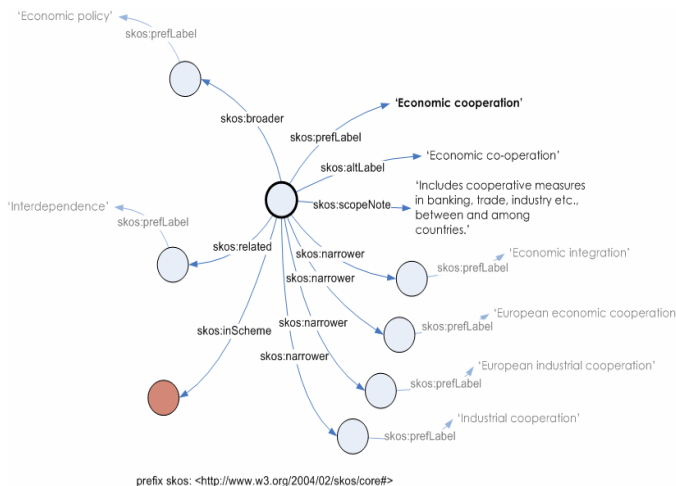 ‘Economic policy’
skos:prefLabel
skos:broader
‘Economic cooperation’
skos:prefLabel
skos:altLabel
‘Economic co-operation’
skos:scopeNote
‘Includes cooperative measures
in banking, trade, industry etc.,
between and among
countries.’
‘Interdependence’
skos:prefLabel
skos:related
skos:narrower
‘Economic integration’
skos:prefLabel
skos:narrower
‘European economic cooperation
skos:prefLabel
skos:inScheme
skos:narrower
‘European industrial cooperation’
skos:prefLabel
skos:narrower
‘Industrial cooperation’
skos:prefLabel
prefix skos: <http://www.w3.org/2004/02/skos/core#>